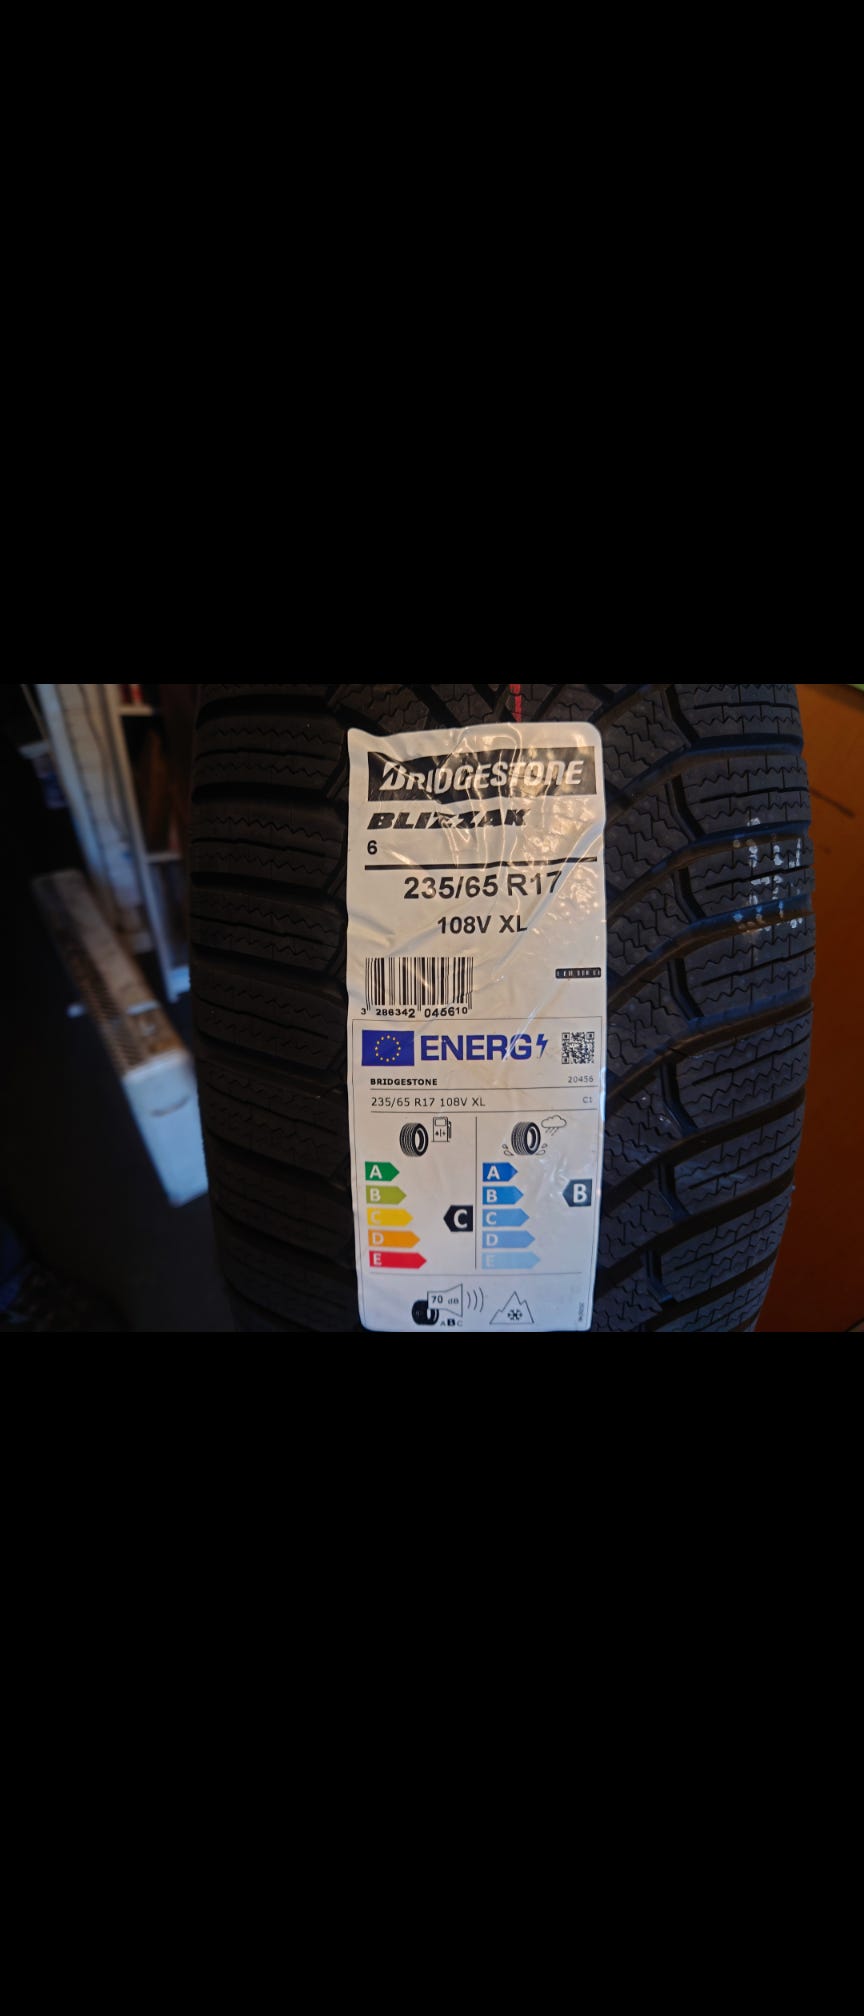 BRIDGESTONE
BLIZZAK
6
235/65 R17
108V XL
3 286342 045610
ENERG
BRIDGESTONE 20456
235/65 R17 108V XL C1
A A
B B B
C C C
D D
E E
70 dB
ABC